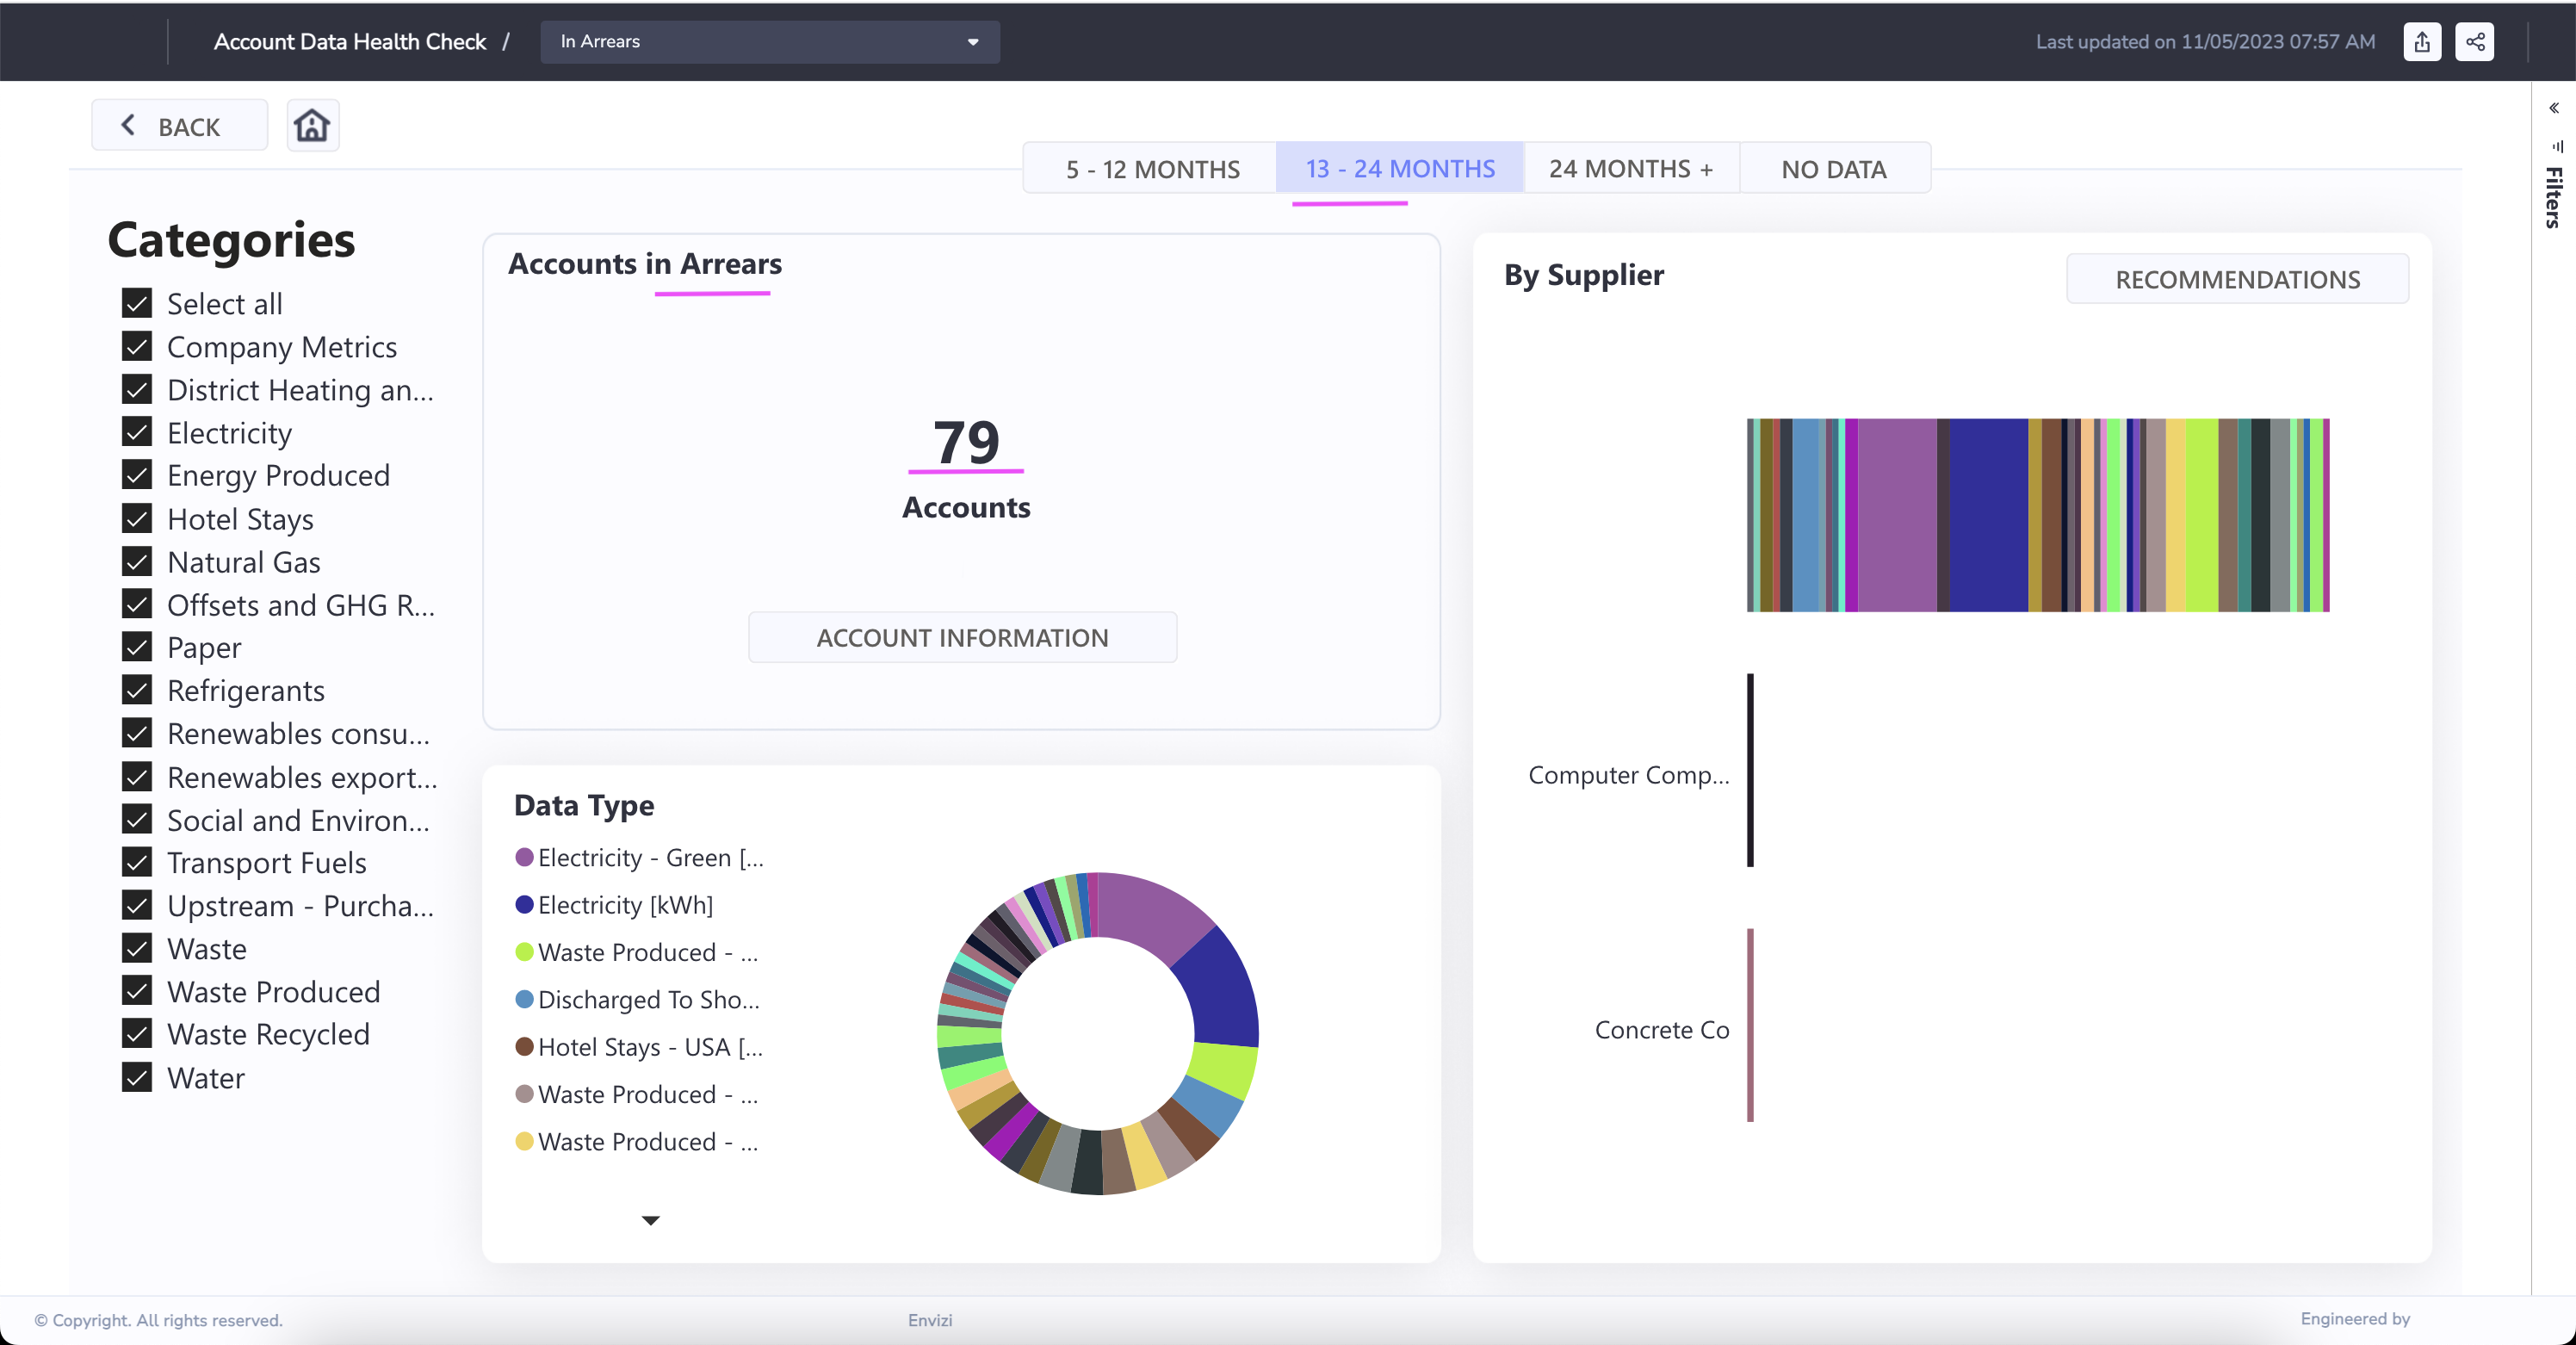 Account Data Health Check / In Arrears Last updated on 11/05/2023 07:57 AM
BACK
5 - 12 MONTHS 13 - 24 MONTHS 24 MONTHS + NO DATA
Filters
Categories
Select all
Company Metrics
District Heating an...
Electricity
Energy Produced
Hotel Stays
Natural Gas
Offsets and GHG R...
Paper
Refrigerants
Renewables consu...
Renewables export...
Social and Environ...
Transport Fuels
Upstream - Purcha...
Waste
Waste Produced
Waste Recycled
Water
Accounts in Arrears
79
Accounts
ACCOUNT INFORMATION
Data Type
Electricity - Green [...
Electricity [kWh]
Waste Produced - ...
Discharged To Sho...
Hotel Stays - USA [...
Waste Produced - ...
Waste Produced - ...
By Supplier
RECOMMENDATIONS
Computer Comp...
Concrete Co
© Copyright. All rights reserved. Envizi Engineered by